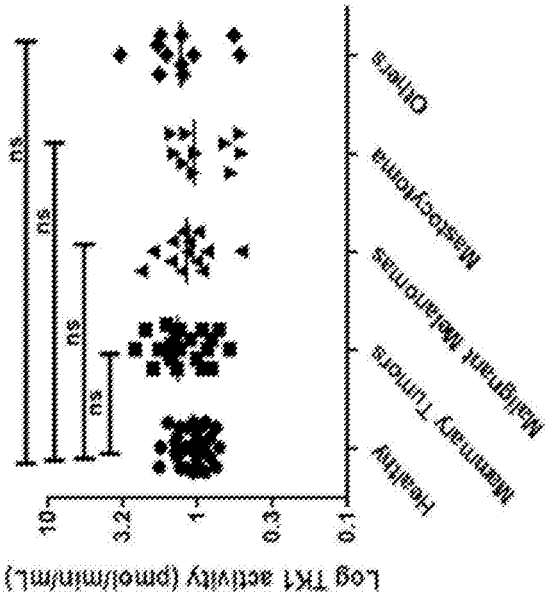 ns
ns
ns
ns
10
3.2
1
0.3
0.1
Log TK1 activity (pmol/min/mL)
Healthy
Mammary Tumors
Malignant Melanomas
Mastocytoma
Others